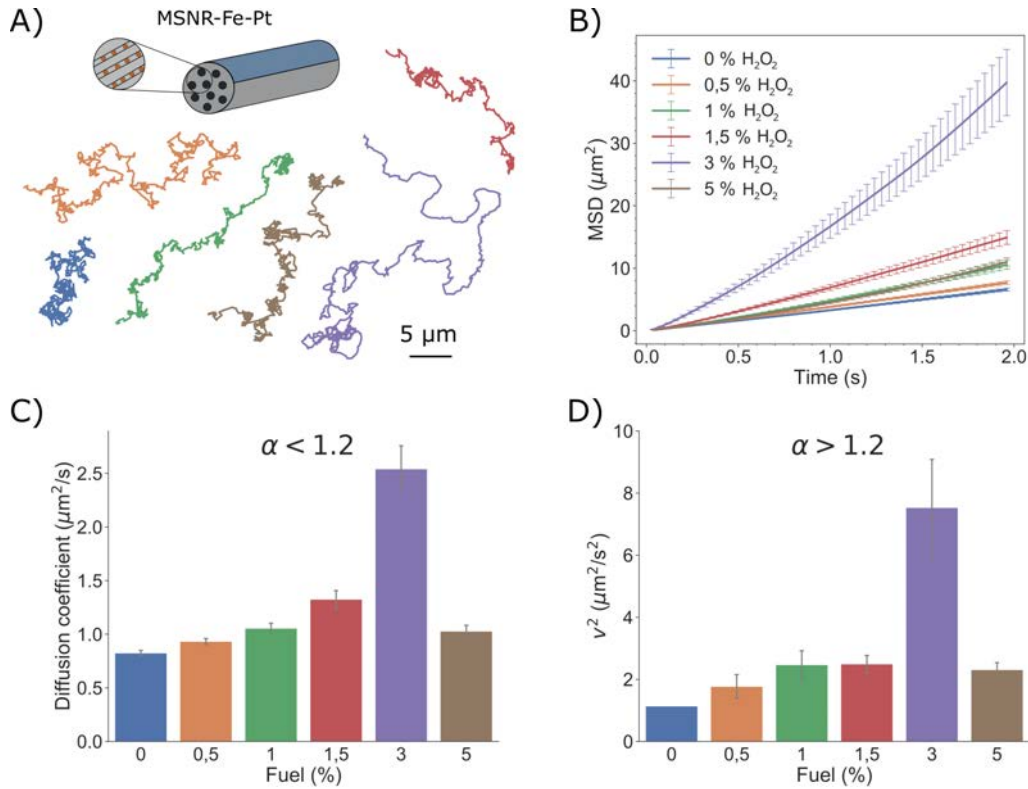 A)
MSNR-Fe-Pt
5 µm
B)
MSD (µm²)
40
30
20
10
0
0 % H₂O₂
0,5 % H₂O₂
1 % H₂O₂
1,5 % H₂O₂
3 % H₂O₂
5 % H₂O₂
0.0 0.5 1.0 1.5 2.0
Time (s)
C)
α < 1.2
Diffusion coefficient (µm²/s)
2.5
2.0
1.5
1.0
0.5
0.0
0 0,5 1 1,5 3 5
Fuel (%)
D)
α > 1.2
v² (µm²/s²)
10
8
6
4
2
0
0 0,5 1 1,5 3 5
Fuel (%)